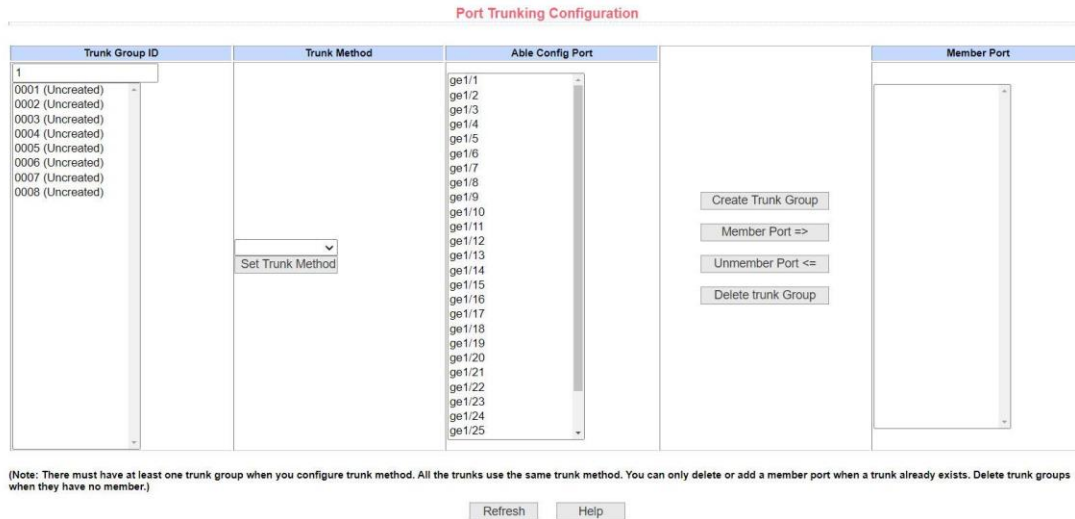 Port Trunking Configuration
Trunk Group ID
Trunk Method
Able Config Port
Member Port
1
0001 (Uncreated)
0002 (Uncreated)
0003 (Uncreated)
0004 (Uncreated)
0005 (Uncreated)
0006 (Uncreated)
0007 (Uncreated)
0008 (Uncreated)
Set Trunk Method
ge1/1
ge1/2
ge1/3
ge1/4
ge1/5
ge1/6
ge1/7
ge1/8
ge1/9
ge1/10
ge1/11
ge1/12
ge1/13
ge1/14
ge1/15
ge1/16
ge1/17
ge1/18
ge1/19
ge1/20
ge1/21
ge1/22
ge1/23
ge1/24
ge1/25
Create Trunk Group
Member Port =>
Unmember Port <=
Delete trunk Group
(Note: There must have at least one trunk group when you configure trunk method. All the trunks use the same trunk method. You can only delete or add a member port when a trunk already exists. Delete trunk groups
when they have no member.)
Refresh
Help